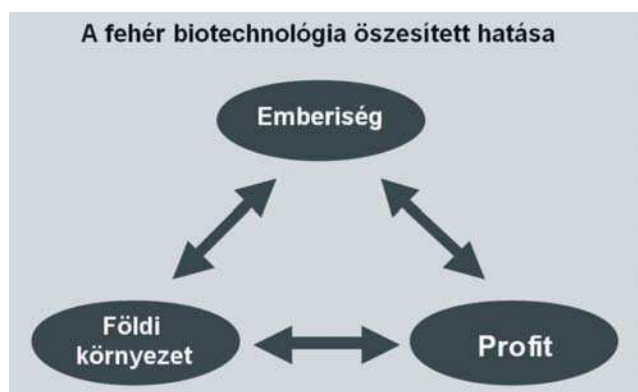 A fehér biotechnológia öszesített hatása
Emberiség
Földi
környezet
Profit